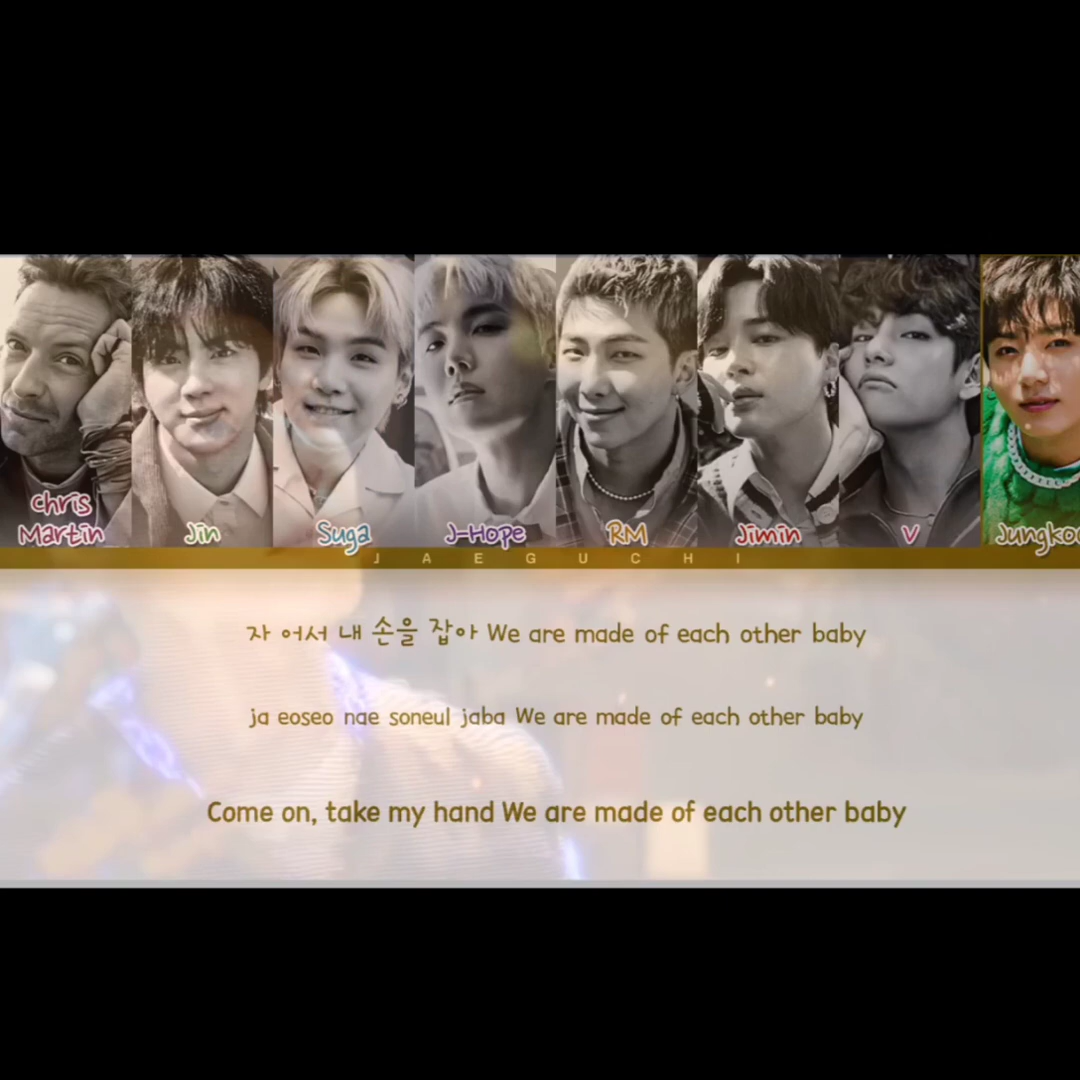 chris
Martin
Jin
Suga
J-Hope
RM
Jimin
V
Jungkoo
JAEGUCHI
자 어서 내 손을 잡아 We are made of each other baby
ja eoseo nae soneul jaba We are made of each other baby
Come on, take my hand We are made of each other baby